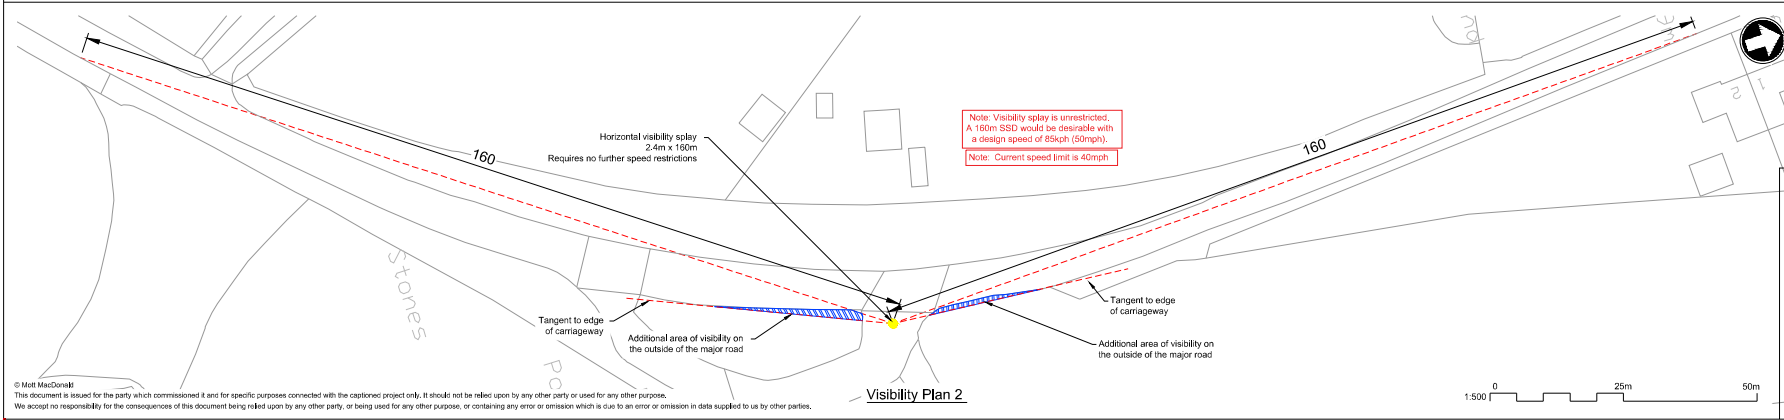 160
Horizontal visibility splay
2.4m x 160m
Requires no further speed restrictions
Note: Visibility splay is unrestricted.
A 160m SSD would be desirable with
a design speed of 85kph (50mph).
Note: Current speed limit is 40mph
160
1
2
Stones
Tangent to edge
of carriageway
Additional area of visibility on
the outside of the major road
Tangent to edge
of carriageway
Additional area of visibility on
the outside of the major road
Po
© Mott MacDonald
This document is issued for the party which commissioned it and for specific purposes connected with the captioned project only. It should not be relied upon by any other party or used for any other purpose.
We accept no responsibility for the consequences of this document being relied upon by any other party, or being used for any other purpose, or containing any error or omission which is due to an error or omission in data supplied to us by other parties.
Visibility Plan 2
1:500
0 25m 50m